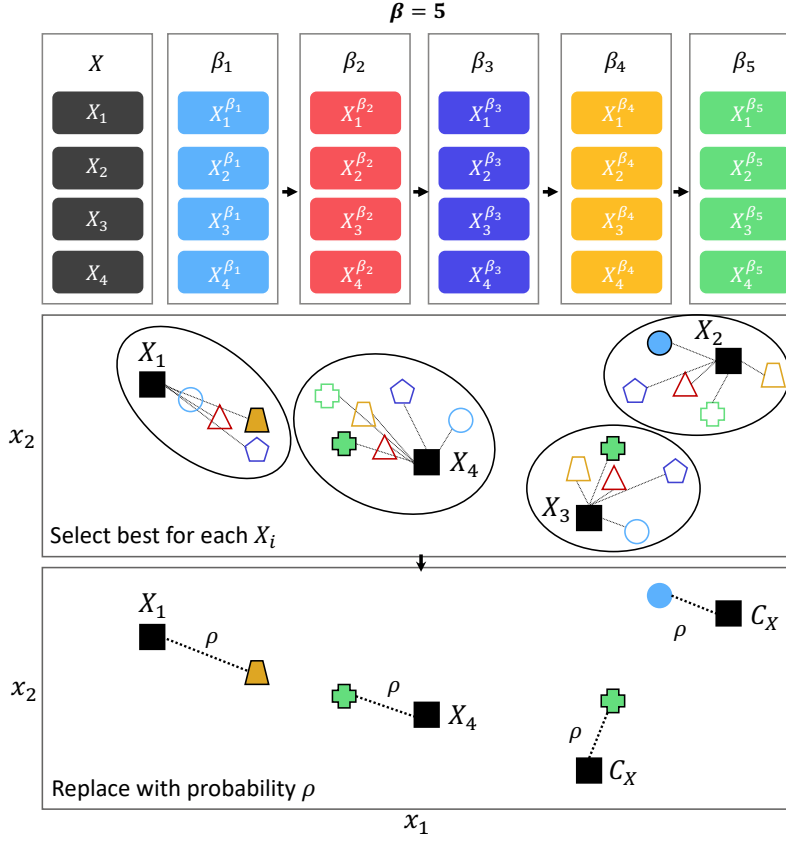 β = 5
X β₁ β₂ β₃ β₄ β₅
X₁ X₁^β₁ X₁^β₂ X₁^β₃ X₁^β₄ X₁^β₅
X₂ X₂^β₁ X₂^β₂ X₂^β₃ X₂^β₄ X₂^β₅
X₃ X₃^β₁ X₃^β₂ X₃^β₃ X₃^β₄ X₃^β₅
X₄ X₄^β₁ X₄^β₂ X₄^β₃ X₄^β₄ X₄^β₅
X₁
X₂
x₂
X₄
X₃
Select best for each Xᵢ
X₁
C_X
ρ
ρ
x₂
ρ
X₄
ρ
C_X
Replace with probability ρ
x₁